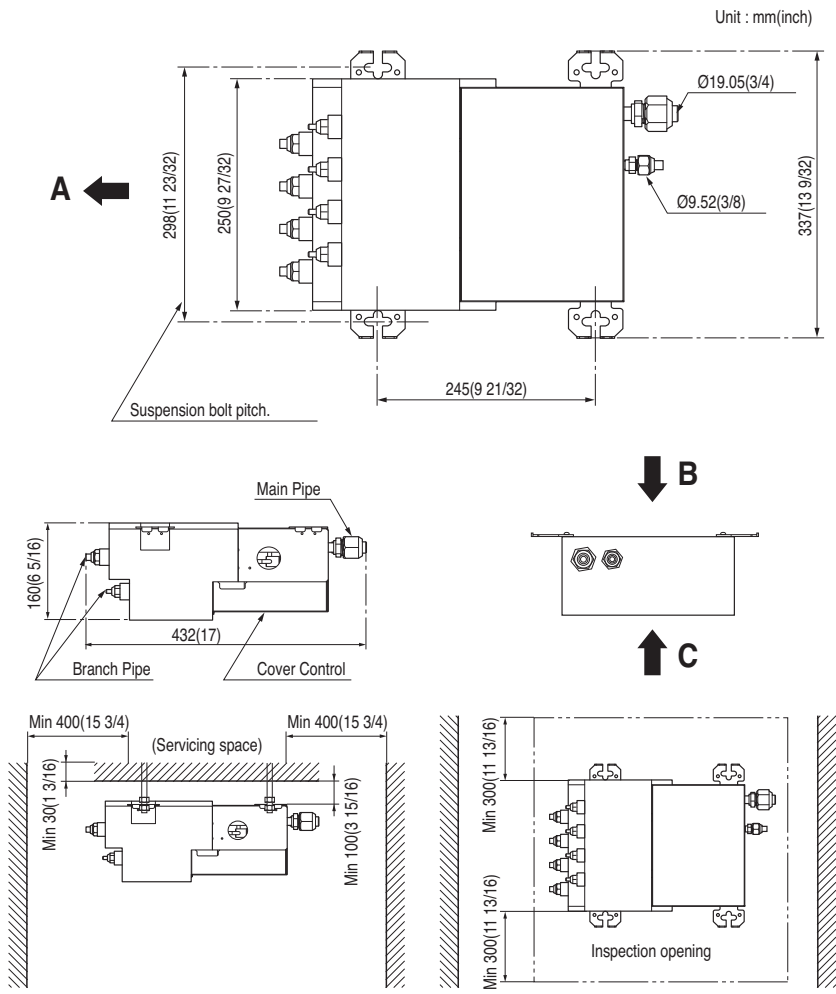 Unit : mm(inch)
Ø19.05(3/4)
A
298(11 23/32)
250(9 27/32)
Ø9.52(3/8)
337(13 9/32)
245(9 21/32)
Suspension bolt pitch.
B
Main Pipe
160(6 5/16)
432(17)
Branch Pipe
Cover Control
C
Min 400(15 3/4)
Min 400(15 3/4)
(Servicing space)
Min 30(1 3/16)
Min 100(3 15/16)
Min 300(11 13/16)
Min 300(11 13/16)
Inspection opening